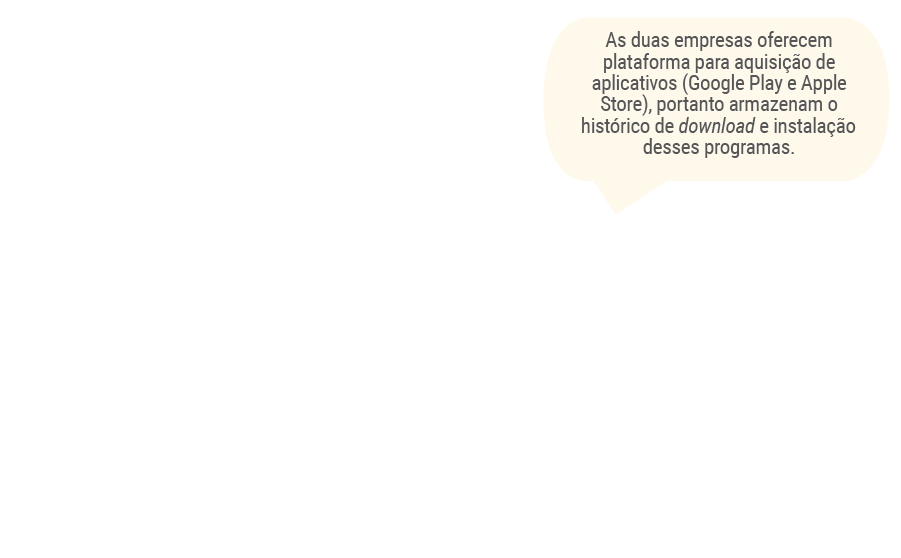 As duas empresas oferecem
plataforma para aquisição de
aplicativos (Google Play e Apple
Store), portanto armazenam o
histórico de download e instalação
desses programas.